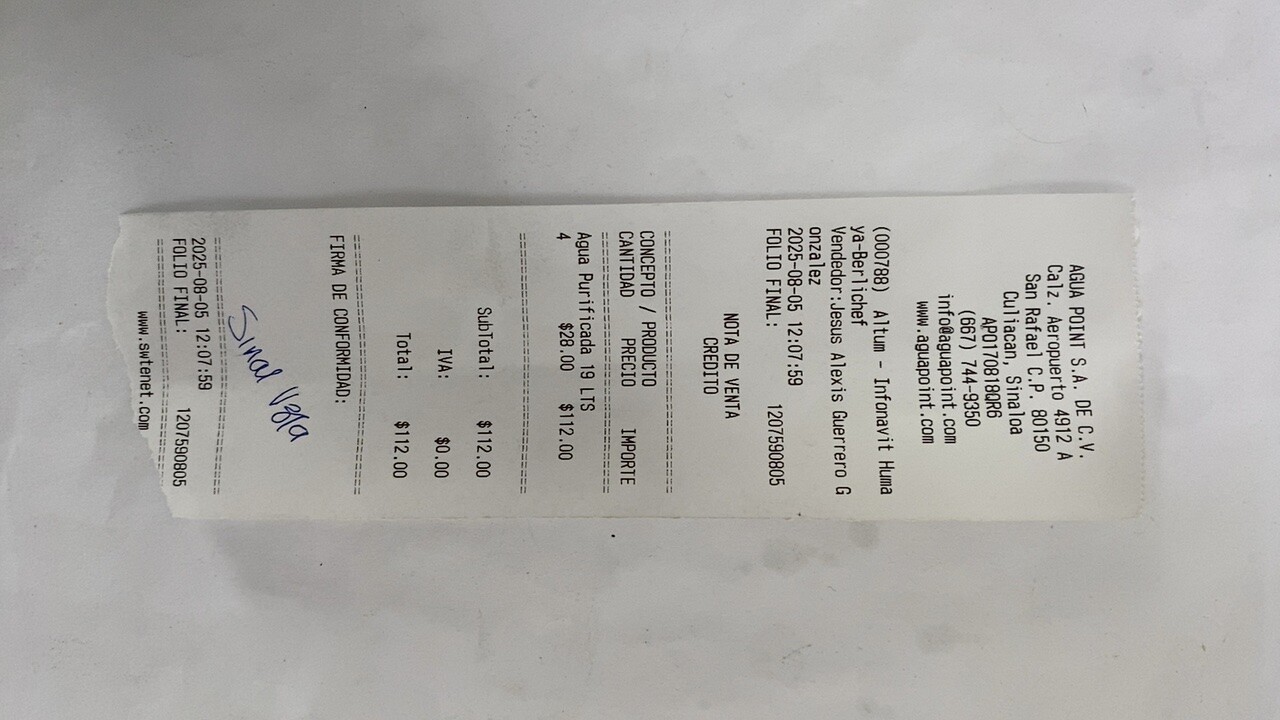 AGUA POINT S.A. DE C.V.
Calz. Aeropuerto 4912 A
San Rafael C.P. 80150
Culiacan, Sinaloa
APO170818QR6
(667) 744-9350
info@aguapoint.com
www.aguapoint.com
(000788) Altum - Infonavit Huma
ya-Berlichef
Vendedor:Jesus Alexis Guerrero G
onzalez
2025-08-05 12:07:59
FOLIO FINAL: 1207590805
NOTA DE VENTA
CREDITO
CONCEPTO / PRODUCTO
CANTIDAD PRECIO IMPORTE
Agua Purificada 19 LTS
4 $28.00 $112.00
SubTotal: $112.00
IVA: $0.00
Total: $112.00
FIRMA DE CONFORMIDAD:
2025-08-05 12:07:59
FOLIO FINAL: 1207590805
www.swtenet.com